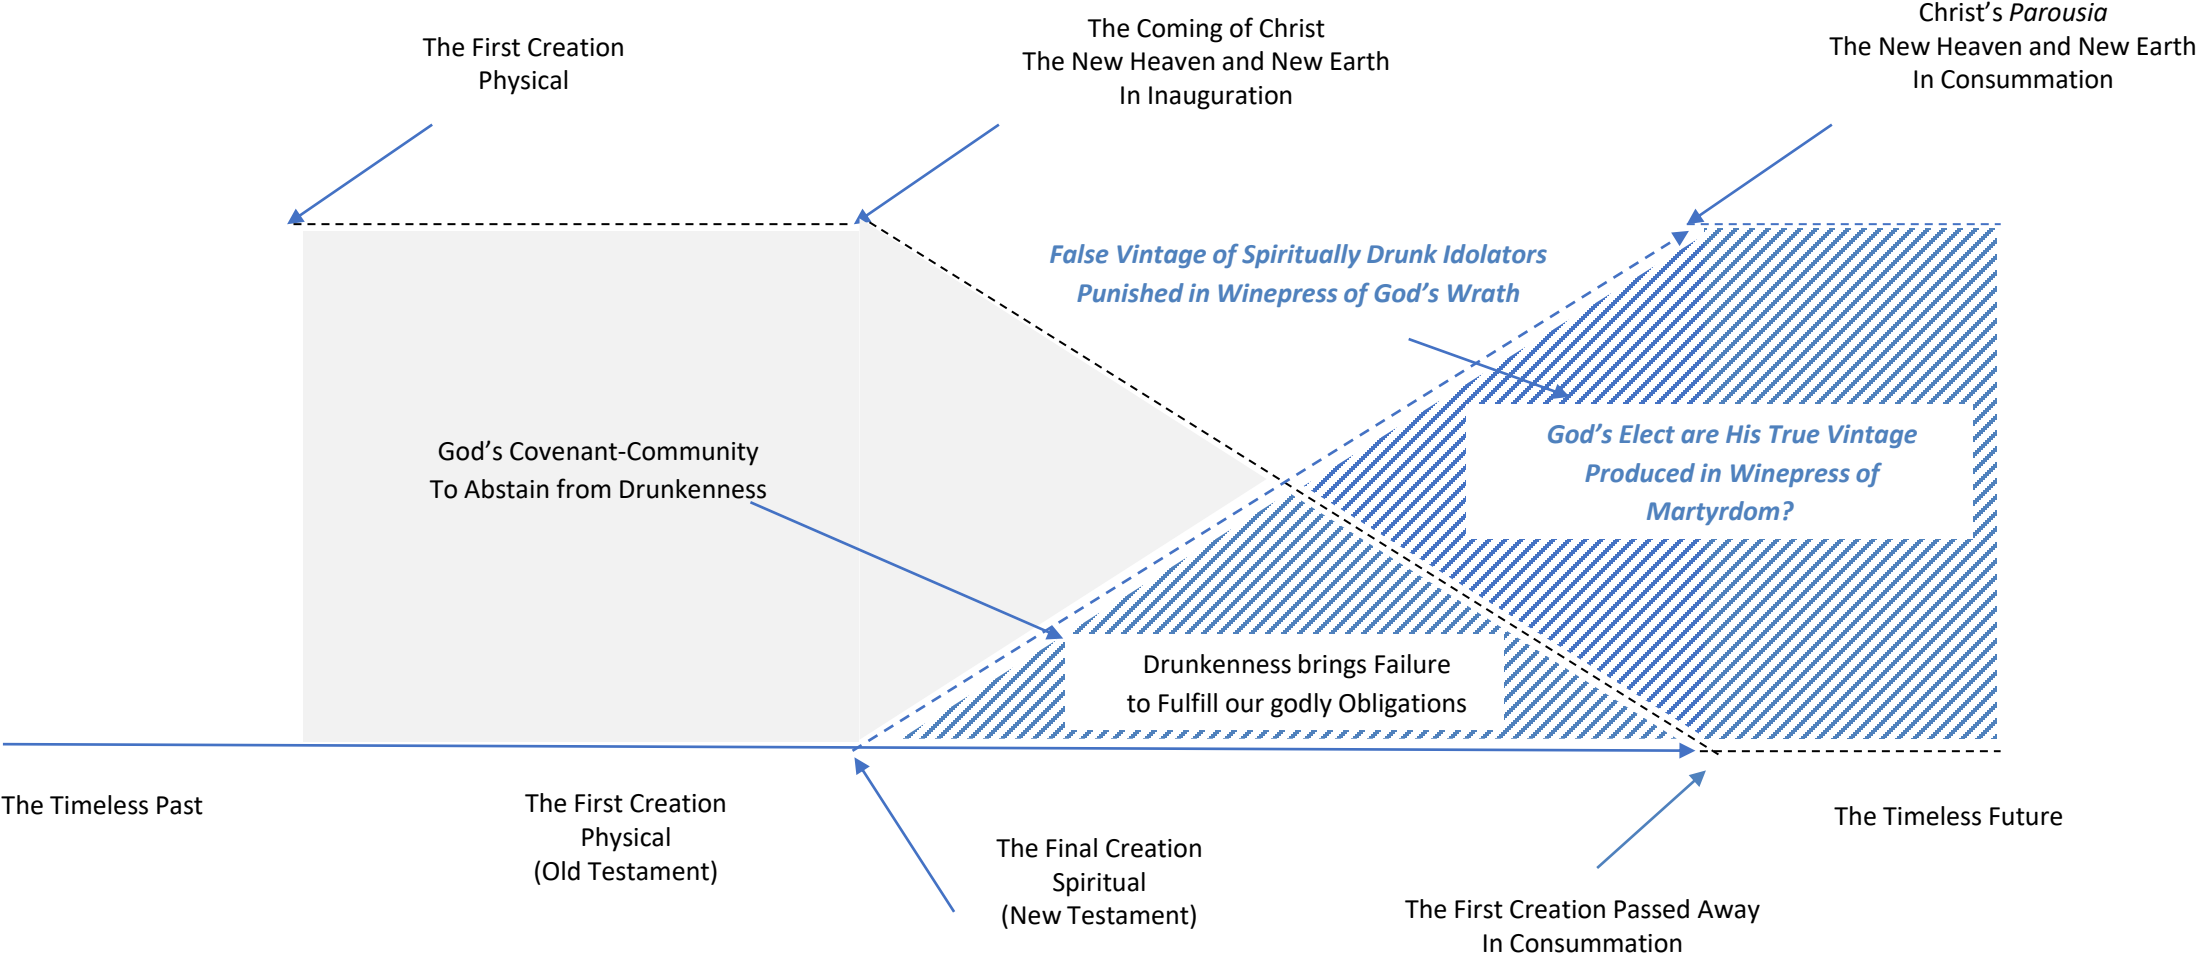 The First Creation
Physical
The Coming of Christ
The New Heaven and New Earth
In Inauguration
Christ’s Parousia
The New Heaven and New Earth
In Consummation
False Vintage of Spiritually Drunk Idolators
Punished in Winepress of God’s Wrath
God’s Covenant-Community
To Abstain from Drunkenness
God’s Elect are His True Vintage
Produced in Winepress of
Martyrdom?
Drunkenness brings Failure
to Fulfill our godly Obligations
The Timeless Past
The First Creation
Physical
(Old Testament)
The Final Creation
Spiritual
(New Testament)
The First Creation Passed Away
In Consummation
The Timeless Future